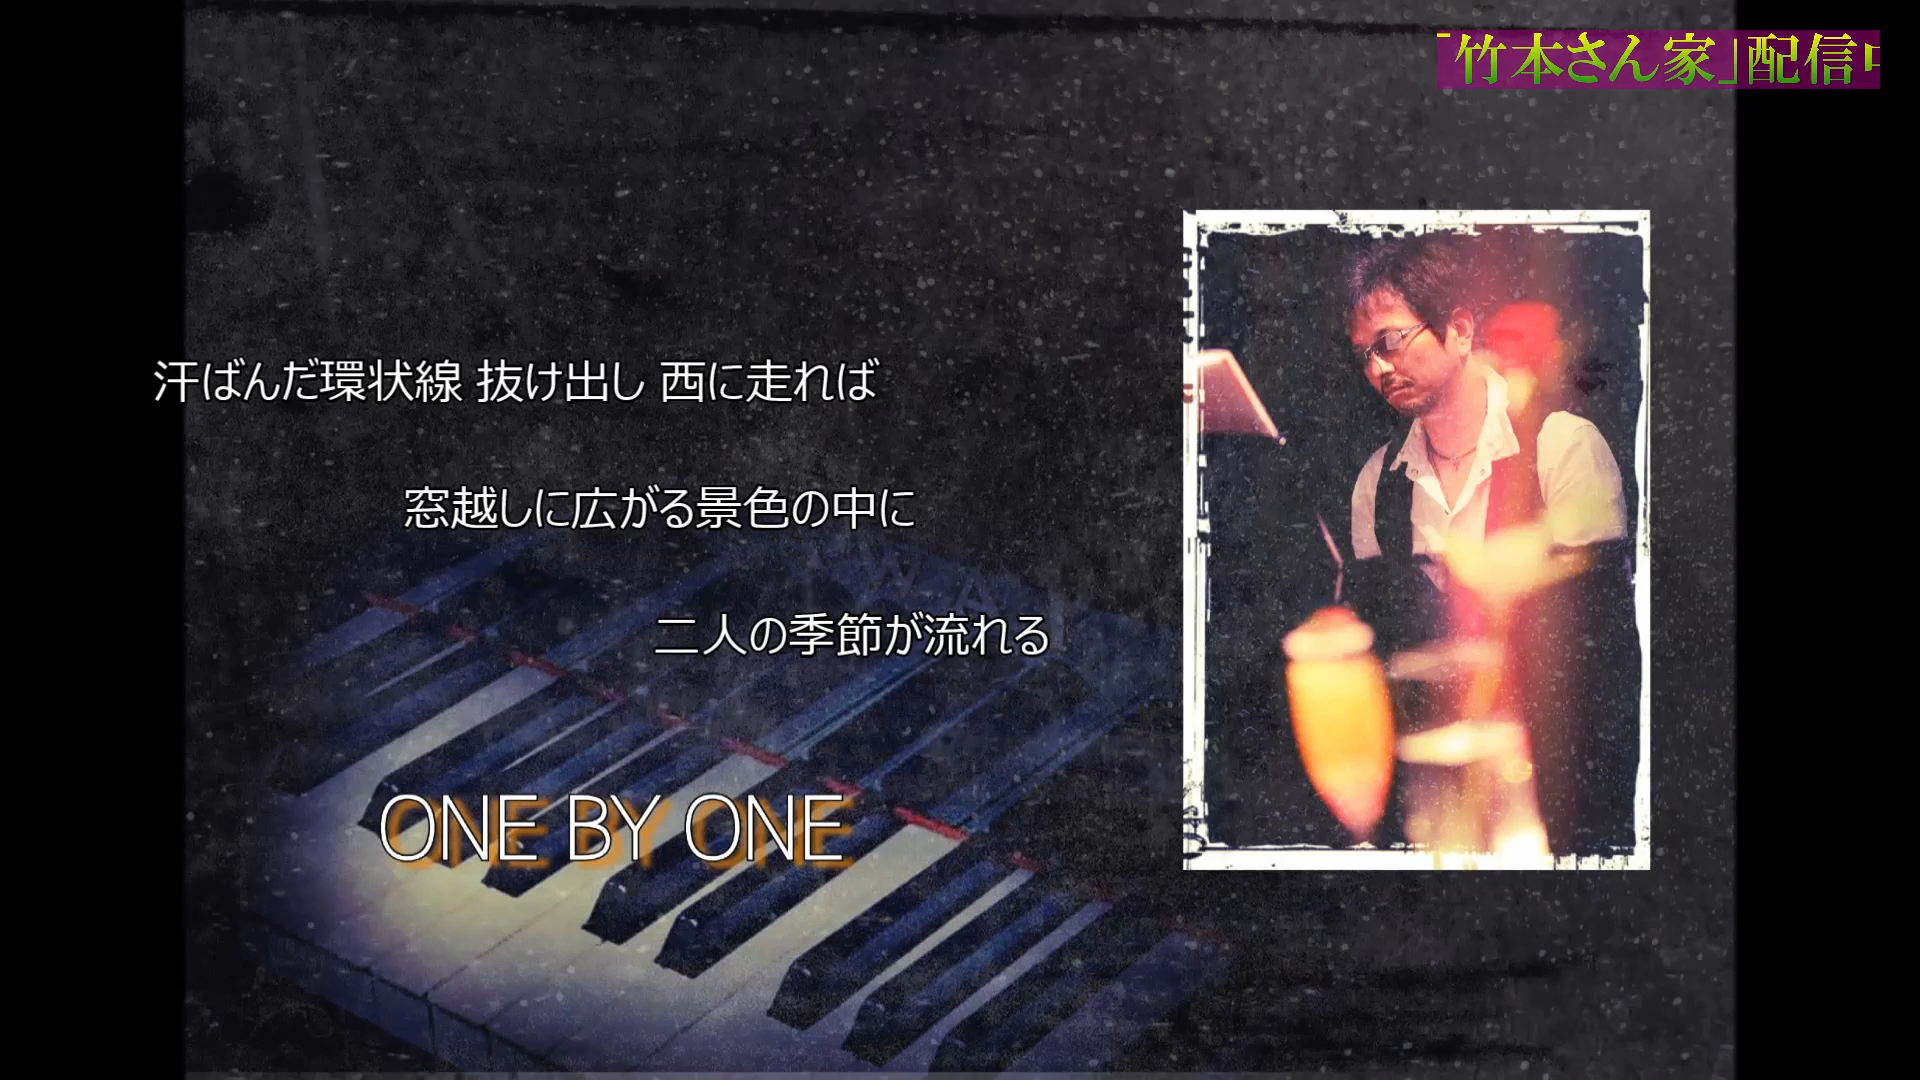 「竹本さん家」配信中
汗ばんだ環状線 抜け出し 西に走れば
窓越しに広がる景色の中に
二人の季節が流れる
ONE BY ONE